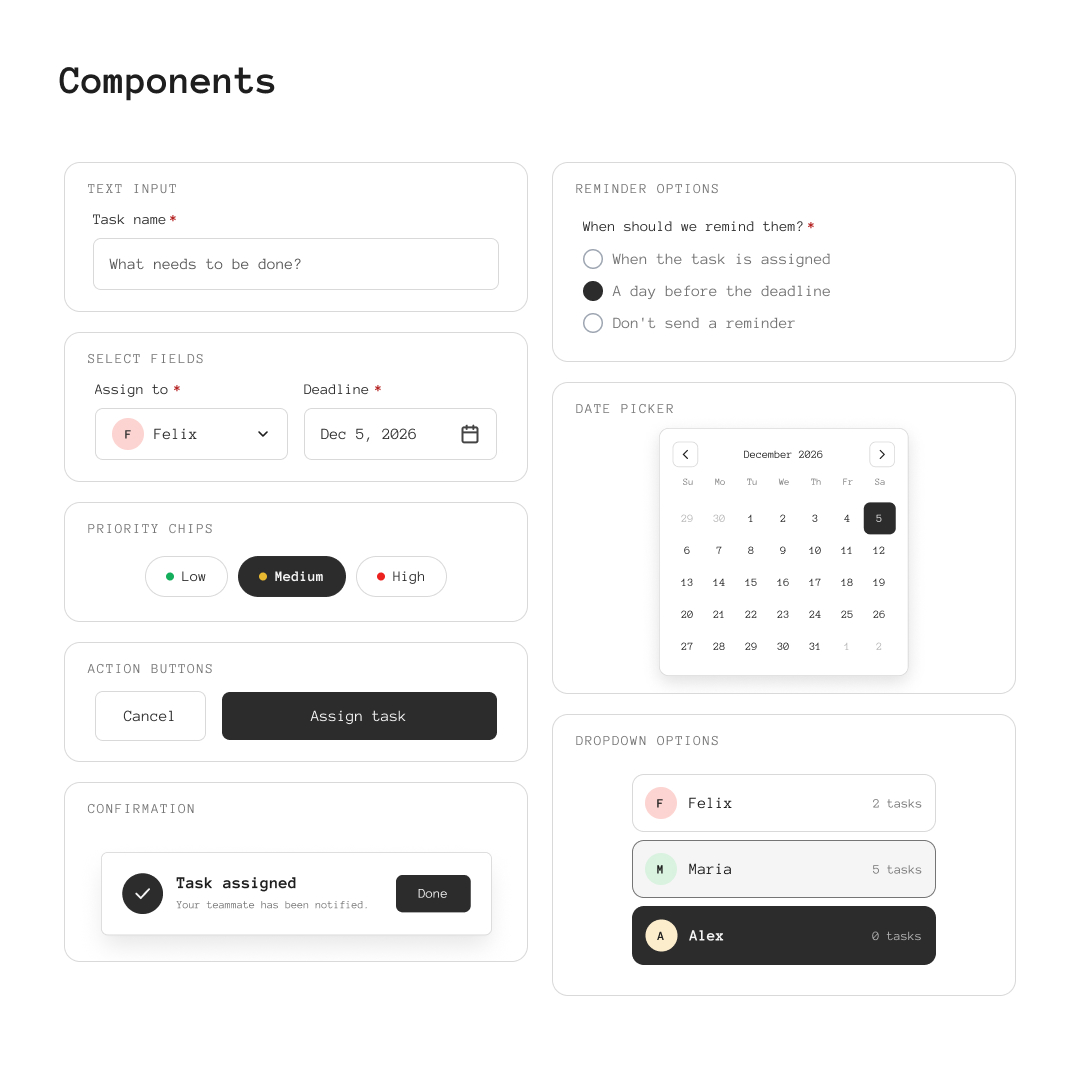 Components
TEXT INPUT
Task name*
What needs to be done?
SELECT FIELDS
Assign to *
Deadline *
F Felix
Dec 5, 2026
PRIORITY CHIPS
Low
Medium
High
ACTION BUTTONS
Cancel
Assign task
CONFIRMATION
Task assigned
Your teammate has been notified.
Done
REMINDER OPTIONS
When should we remind them?*
When the task is assigned
A day before the deadline
Don't send a reminder
DATE PICKER
December 2026
Su Mo Tu We Th Fr Sa
29 30 1 2 3 4 5
6 7 8 9 10 11 12
13 14 15 16 17 18 19
20 21 22 23 24 25 26
27 28 29 30 31 1 2
DROPDOWN OPTIONS
F Felix 2 tasks
M Maria 5 tasks
A Alex 0 tasks